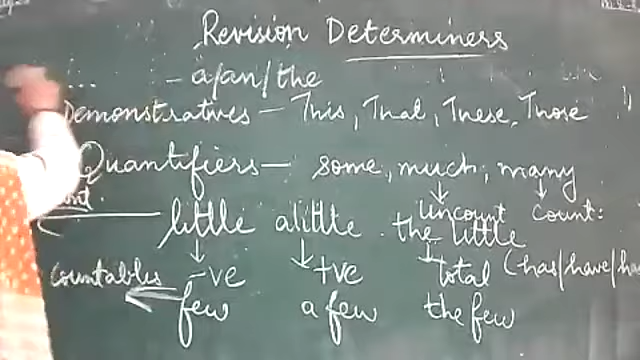 Revision Determiners
... - a/an/the
Demonstratives - This, That, These, Those
Quantifiers - some, much, many
uncount count:
little alittle the little
-ve +ve total (has/have/
Countables
few a few the few